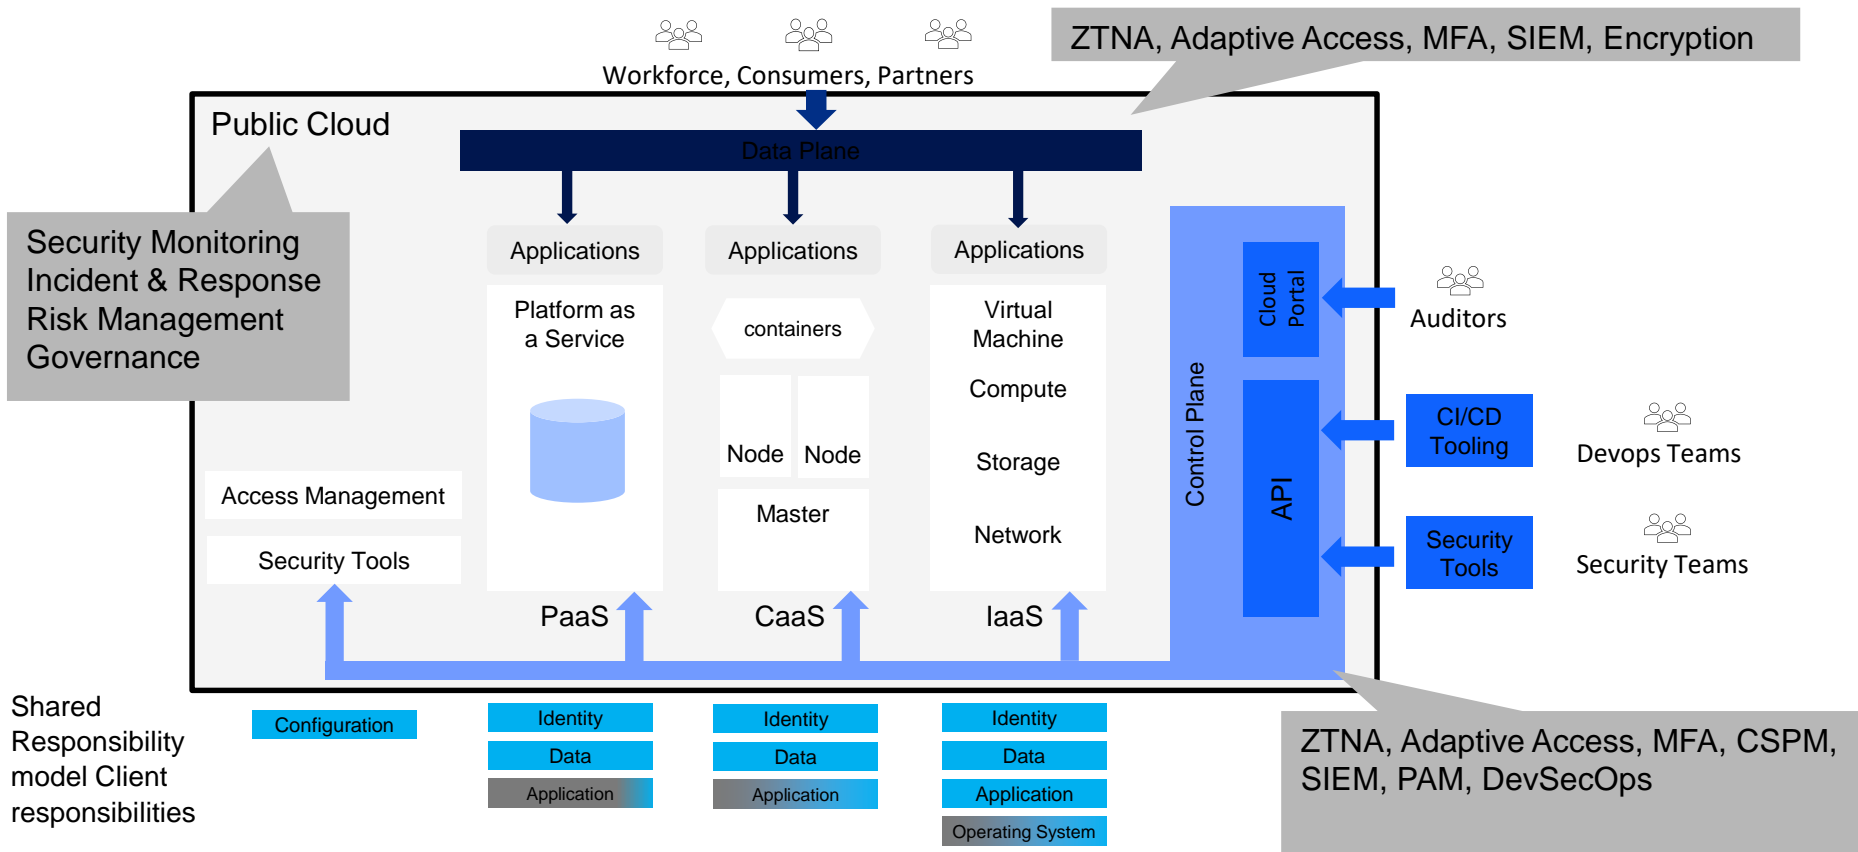 ZTNA, Adaptive Access, MFA, SIEM, Encryption
Workforce, Consumers, Partners
Public Cloud
Data Plane
Security Monitoring
Incident & Response
Risk Management
Governance
Applications
Applications
Applications
Platform as
a Service
containers
Node
Node
Master
Virtual
Machine
Compute
Storage
Network
Access Management
Security Tools
PaaS
CaaS
IaaS
Control Plane
Cloud
Portal
API
Auditors
CI/CD
Tooling
Devops Teams
Security
Tools
Security Teams
Shared
Responsibility
model Client
responsibilities
Configuration
Identity
Data
Application
Identity
Data
Application
Identity
Data
Application
Operating System
ZTNA, Adaptive Access, MFA, CSPM,
SIEM, PAM, DevSecOps